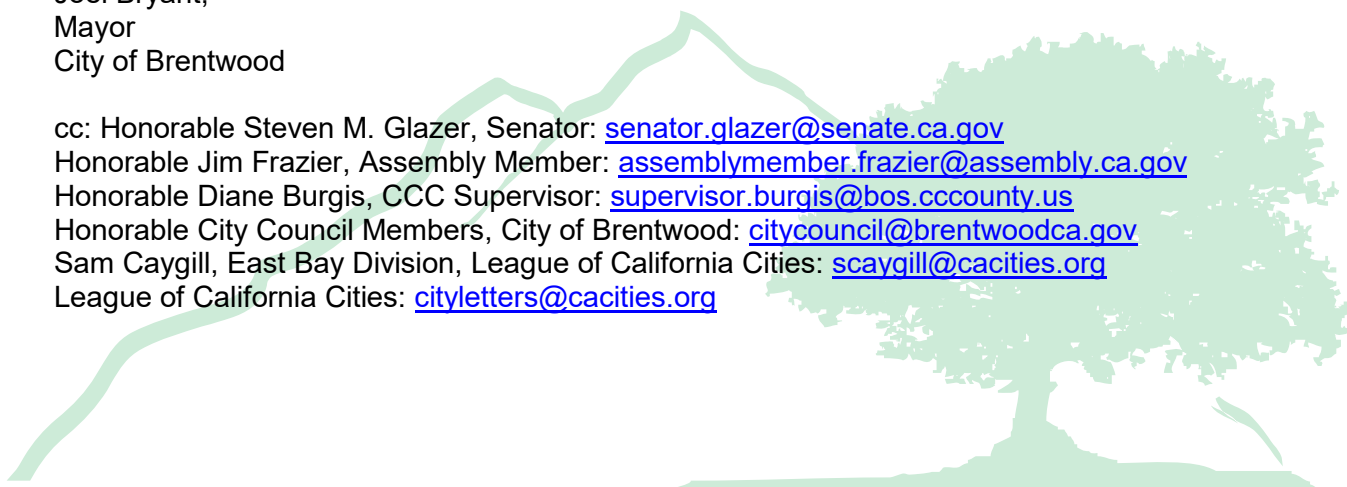 Joel Bryant,
Mayor
City of Brentwood
cc: Honorable Steven M. Glazer, Senator: senator.glazer@senate.ca.gov
Honorable Jim Frazier, Assembly Member: assemblymember.frazier@assembly.ca.gov
Honorable Diane Burgis, CCC Supervisor: supervisor.burgis@bos.cccounty.us
Honorable City Council Members, City of Brentwood: citycouncil@brentwoodca.gov
Sam Caygill, East Bay Division, League of California Cities: scaygill@cacities.org
League of California Cities: cityletters@cacities.org